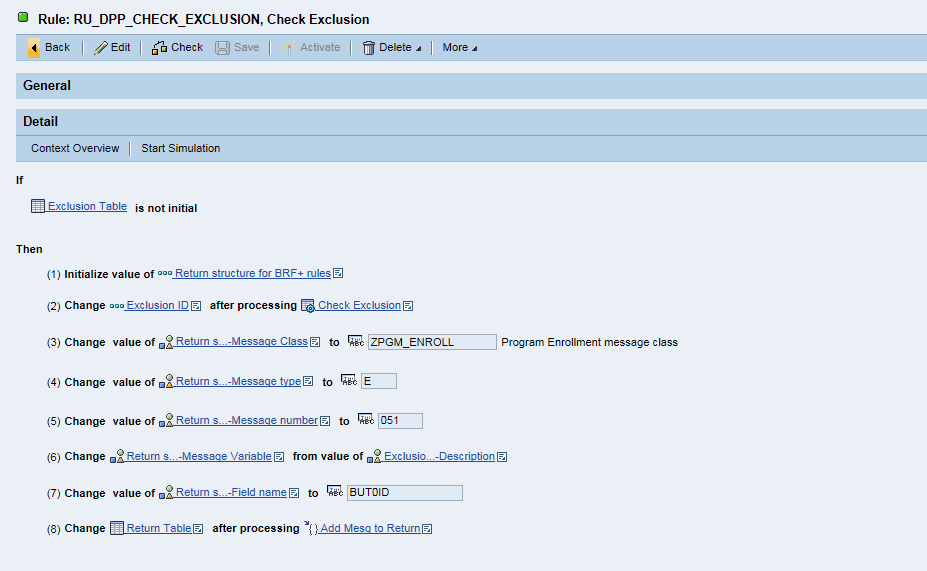 Rule: RU_DPP_CHECK_EXCLUSION, Check Exclusion
Back Edit Check Save Activate Delete More
General
Detail
Context Overview Start Simulation
If
Exclusion Table is not initial
Then
(1) Initialize value of Return structure for BRF+ rules
(2) Change Exclusion ID after processing Check Exclusion
(3) Change value of Return s...-Message Class to ABC ZPGM_ENROLL Program Enrollment message class
(4) Change value of Return s...-Message type to ABC E
(5) Change value of Return s...-Message number to ABC 051
(6) Change Return s...-Message Variable from value of Exclusio...-Description
(7) Change value of Return s...-Field name to ABC BUT0ID
(8) Change Return Table after processing Add Mesg to Return